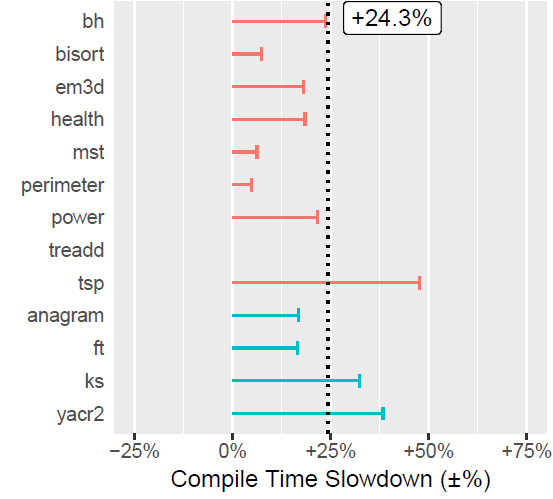 bh
+24.3%
bisort
em3d
health
mst
perimeter
power
treadd
tsp
anagram
ft
ks
yacr2
−25% 0% +25% +50% +75%
Compile Time Slowdown (±%)